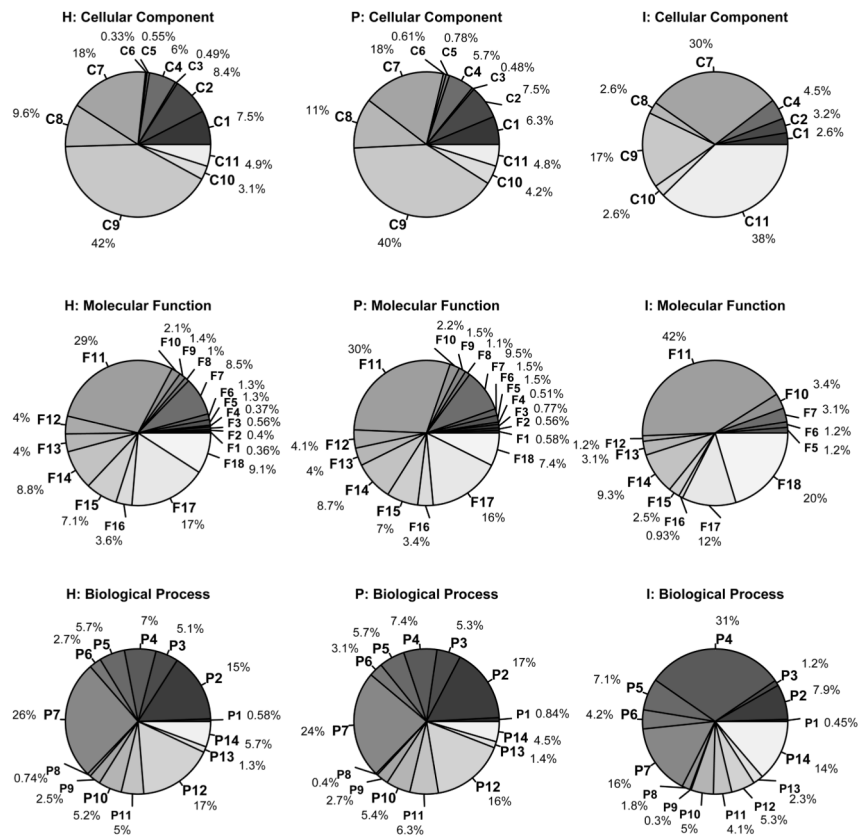 H: Cellular Component
P: Cellular Component
I: Cellular Component
0.33%
0.55%
6%
0.49%
8.4%
7.5%
4.9%
3.1%
42%
9.6%
18%
C6
C5
C4
C3
C2
C1
C11
C10
C9
C8
C7
0.61%
0.78%
5.7%
0.48%
7.5%
6.3%
4.8%
4.2%
40%
11%
18%
C6
C5
C4
C3
C2
C1
C11
C10
C9
C8
C7
30%
4.5%
3.2%
2.6%
38%
2.6%
17%
2.6%
C7
C4
C2
C1
C11
C10
C9
C8
H: Molecular Function
P: Molecular Function
I: Molecular Function
29%
2.1%
1.4%
1%
8.5%
1.3%
1.3%
0.37%
0.56%
0.4%
0.36%
9.1%
17%
3.6%
7.1%
8.8%
4%
4%
F11
F10
F9
F8
F7
F6
F5
F4
F3
F2
F1
F18
F17
F16
F15
F14
F13
F12
30%
2.2%
1.5%
1.1%
9.5%
1.5%
1.5%
0.51%
0.77%
0.56%
0.58%
7.4%
16%
3.4%
7%
8.7%
4%
4.1%
F11
F10
F9
F8
F7
F6
F5
F4
F3
F2
F1
F18
F17
F16
F15
F14
F13
F12
42%
3.4%
3.1%
1.2%
1.2%
20%
12%
0.93%
2.5%
9.3%
3.1%
1.2%
F11
F10
F7
F6
F5
F18
F17
F16
F15
F14
F13
F12
H: Biological Process
P: Biological Process
I: Biological Process
2.7%
5.7%
7%
5.1%
15%
0.58%
5.7%
1.3%
17%
5%
5.2%
2.5%
0.74%
26%
P6
P5
P4
P3
P2
P1
P14
P13
P12
P11
P10
P9
P8
P7
3.1%
5.7%
7.4%
5.3%
17%
0.84%
4.5%
1.4%
16%
6.3%
5.4%
2.7%
0.4%
24%
P6
P5
P4
P3
P2
P1
P14
P13
P12
P11
P10
P9
P8
P7
31%
1.2%
7.9%
0.45%
14%
2.3%
5.3%
4.1%
5%
0.3%
1.8%
16%
4.2%
7.1%
P4
P3
P2
P1
P14
P13
P12
P11
P10
P9
P8
P7
P6
P5